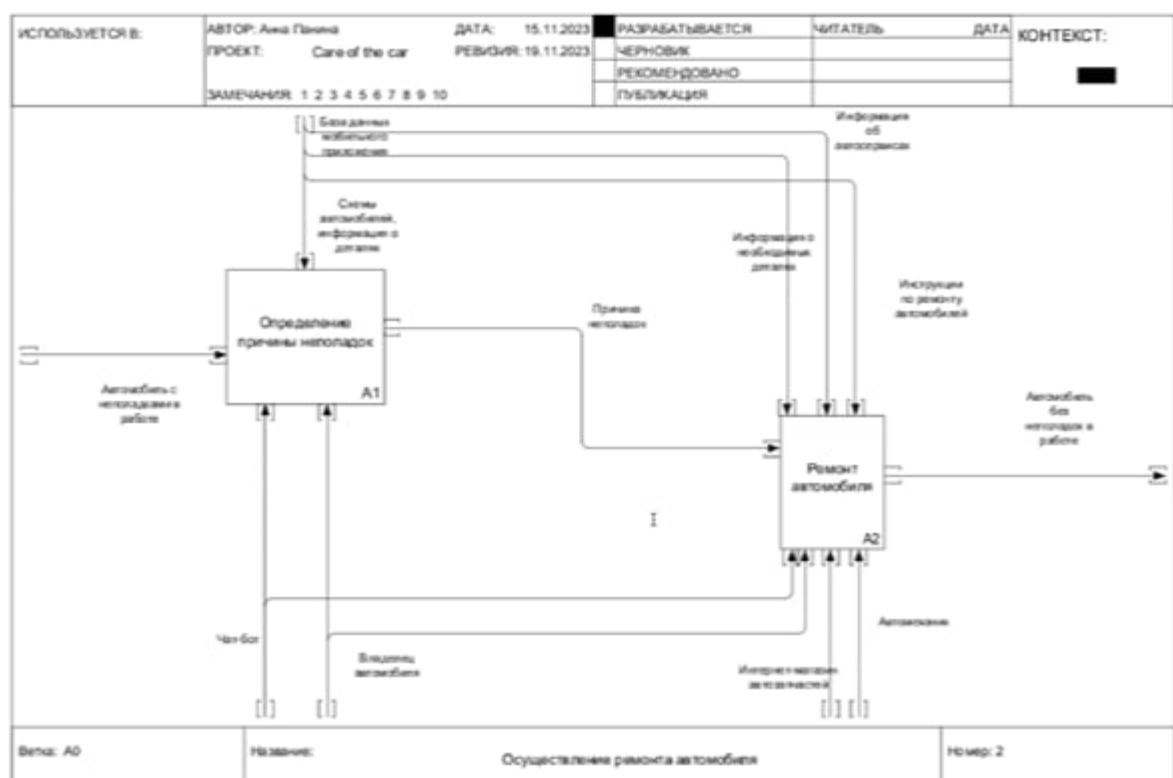 ИСПОЛЬЗУЕТСЯ В:
АВТОР: Анна Панина
ДАТА: 15.11.2023
ПРОЕКТ: Care of the car
РЕВИЗИЯ: 19.11.2023
ЗАМЕЧАНИЯ: 1 2 3 4 5 6 7 8 9 10
РАЗРАБАТЫВАЕТСЯ
ЧЕРНОВИК
РЕКОМЕНДОВАНО
ПУБЛИКАЦИЯ
ЧИТАТЕЛЬ
ДАТА
КОНТЕКСТ:
База данных
мобильного
приложения
Информация
об
автосервисах
Схемы
автомобилей,
информация о
деталях
Информация о
необходимых
деталях
Инструкции
по ремонту
автомобилей
Определение
причины неполадок
A1
Причина
неполадок
Автомобиль с
неполадками в
работе
Автомобиль
без
неполадок в
работе
Ремонт
автомобиля
A2
Чат-бот
Владелец
автомобиля
Интернет-магазин
автозапчастей
Автомеханик
Ветка: A0
Название:
Осуществление ремонта автомобиля
Номер: 2